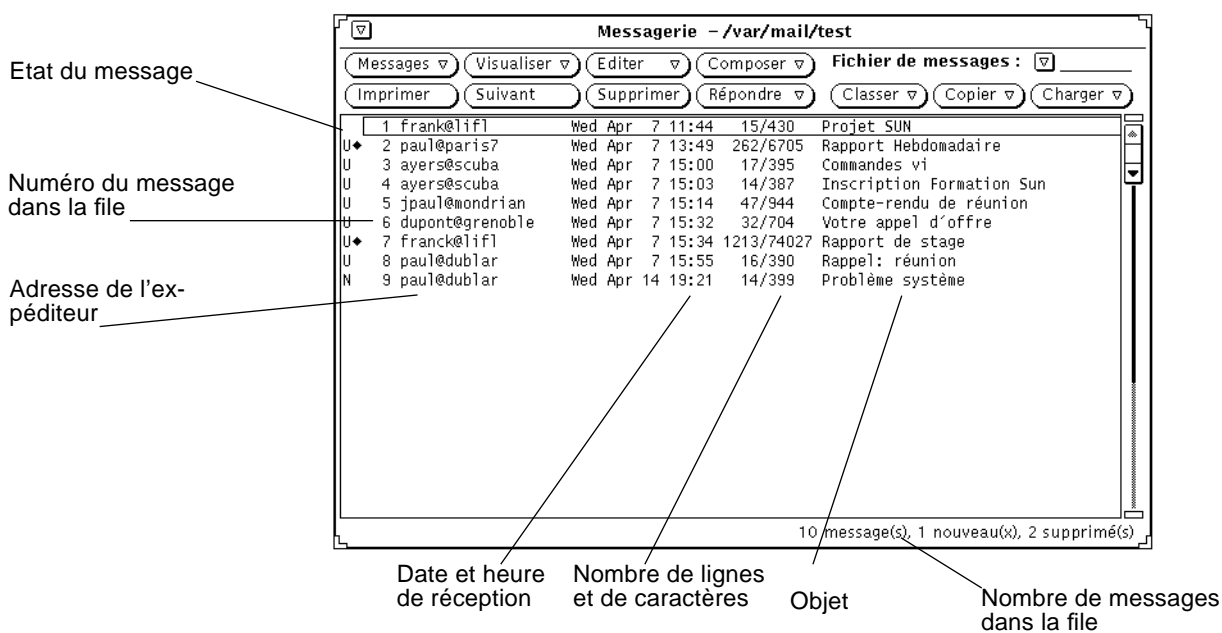 Messagerie - /var/mail/test
Messages Visualiser Editer Composer Fichier de messages :
Imprimer Suivant Supprimer Répondre Classer Copier Charger
Etat du message
1 frank@lifl Wed Apr 7 11:44 15/430 Projet SUN
U◆ 2 paul@paris7 Wed Apr 7 13:49 262/6705 Rapport Hebdomadaire
U 3 ayers@scuba Wed Apr 7 15:00 17/395 Commandes vi
U 4 ayers@scuba Wed Apr 7 15:03 14/387 Inscription Formation Sun
U 5 jpaul@mondrian Wed Apr 7 15:14 47/944 Compte-rendu de réunion
U 6 dupont@grenoble Wed Apr 7 15:32 32/704 Votre appel d´offre
U◆ 7 franck@lifl Wed Apr 7 15:34 1213/74027 Rapport de stage
U 8 paul@dublar Wed Apr 7 15:55 16/390 Rappel: réunion
N 9 paul@dublar Wed Apr 14 19:21 14/399 Problème système
Numéro du message
dans la file
Adresse de l'ex-
péditeur
10 message(s), 1 nouveau(x), 2 supprimé(s)
Date et heure
de réception
Nombre de lignes
et de caractères
Objet
Nombre de messages
dans la file